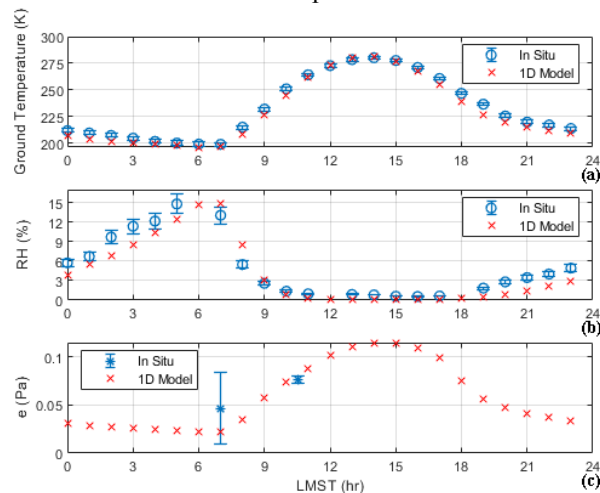 Ground Temperature (K)
300
275
250
225
200
In Situ
1D Model
0 3 6 9 12 15 18 21 24
(a)
RH (%)
15
12
9
6
3
0
In Situ
1D Model
0 3 6 9 12 15 18 21 24
(b)
e (Pa)
0.1
0.05
0
In Situ
1D Model
0 3 6 9 12 15 18 21 24
LMST (hr)
(c)